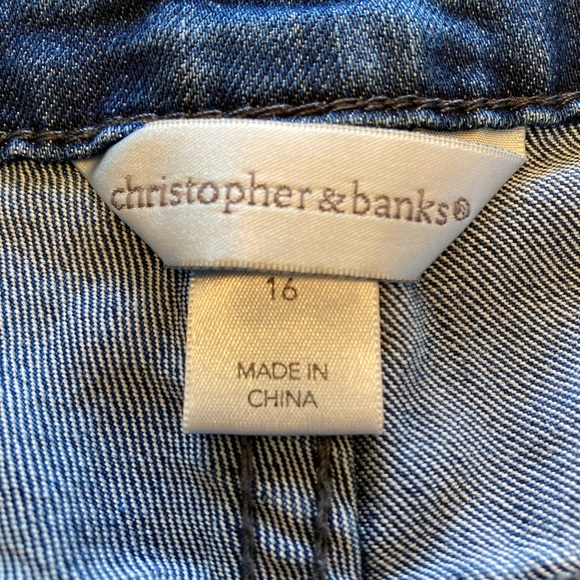 christopher & banks®
16
MADE IN
CHINA